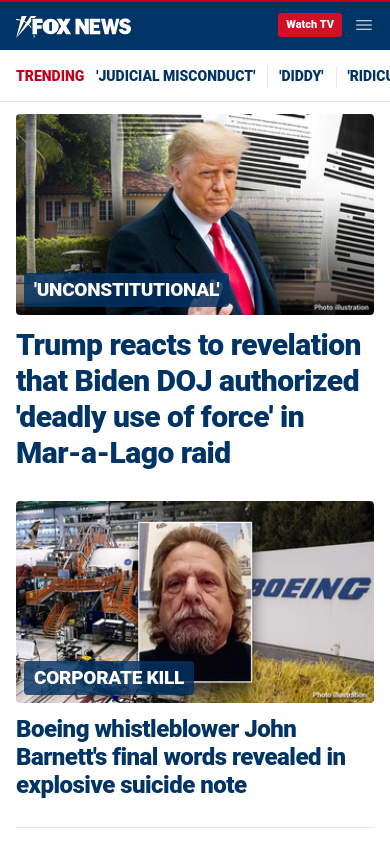 FOX NEWS
Watch TV
TRENDING 'JUDICIAL MISCONDUCT' 'DIDDY' 'RIDICU
'UNCONSTITUTIONAL'
Photo illustration
Trump reacts to revelation
that Biden DOJ authorized
'deadly use of force' in
Mar-a-Lago raid
BOEING
CORPORATE KILL
Photo illustration
Boeing whistleblower John
Barnett's final words revealed in
explosive suicide note